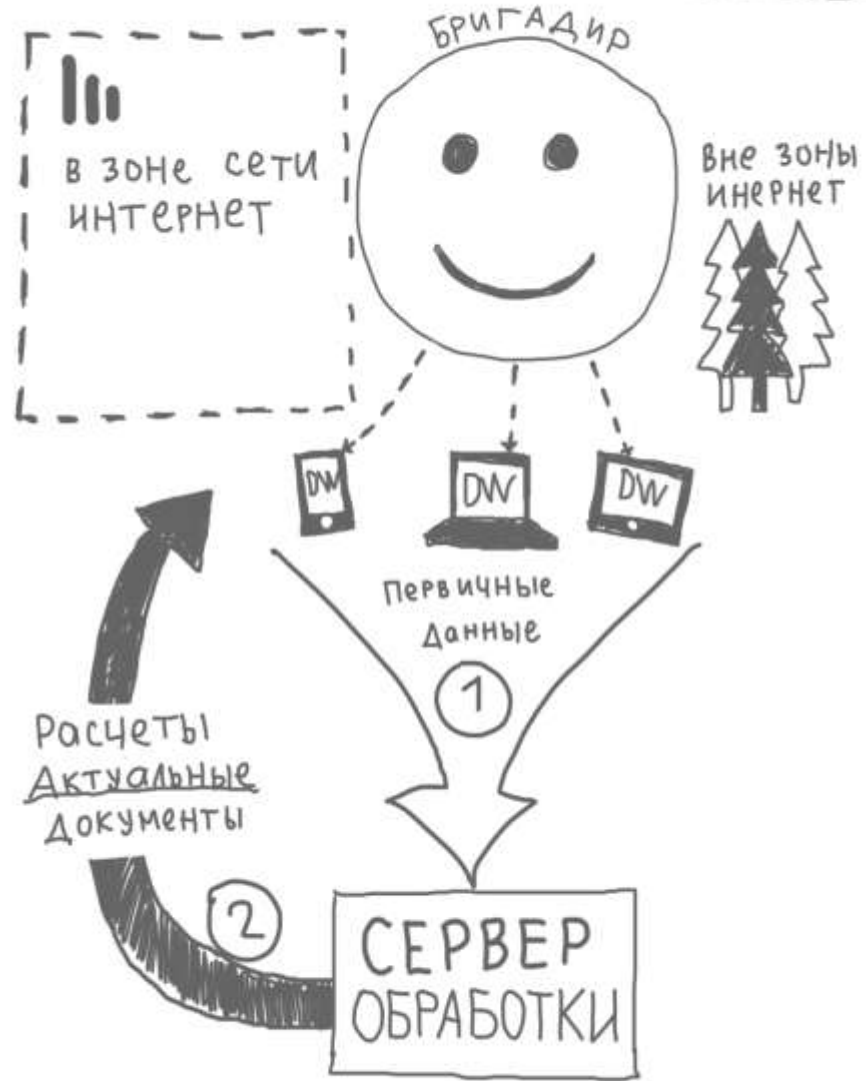 БРИГАДИР
в зоне сети
интернет
вне зоны
инернет
DW
DW
DW
Первичные
данные
1
Расчеты
Актуальные
документы
2
СЕРВЕР
ОБРАБОТКИ